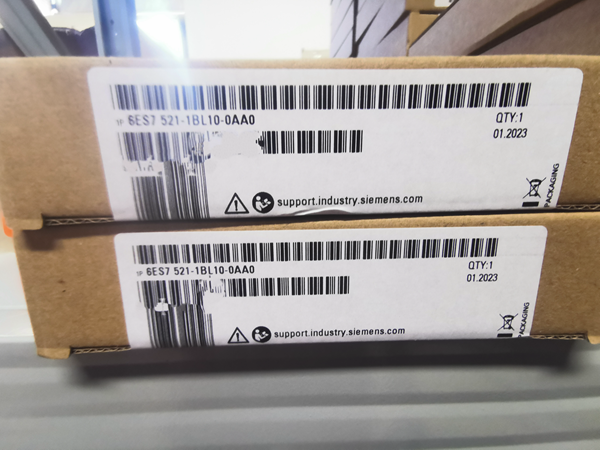 1P 6ES7 521-1BL10-0AA0
QTY:1
01.2023
support.industry.siemens.com
PACKAGING
1P 6ES7 521-1BL10-0AA0
QTY:1
01.2023
support.industry.siemens.com
PACKAGING